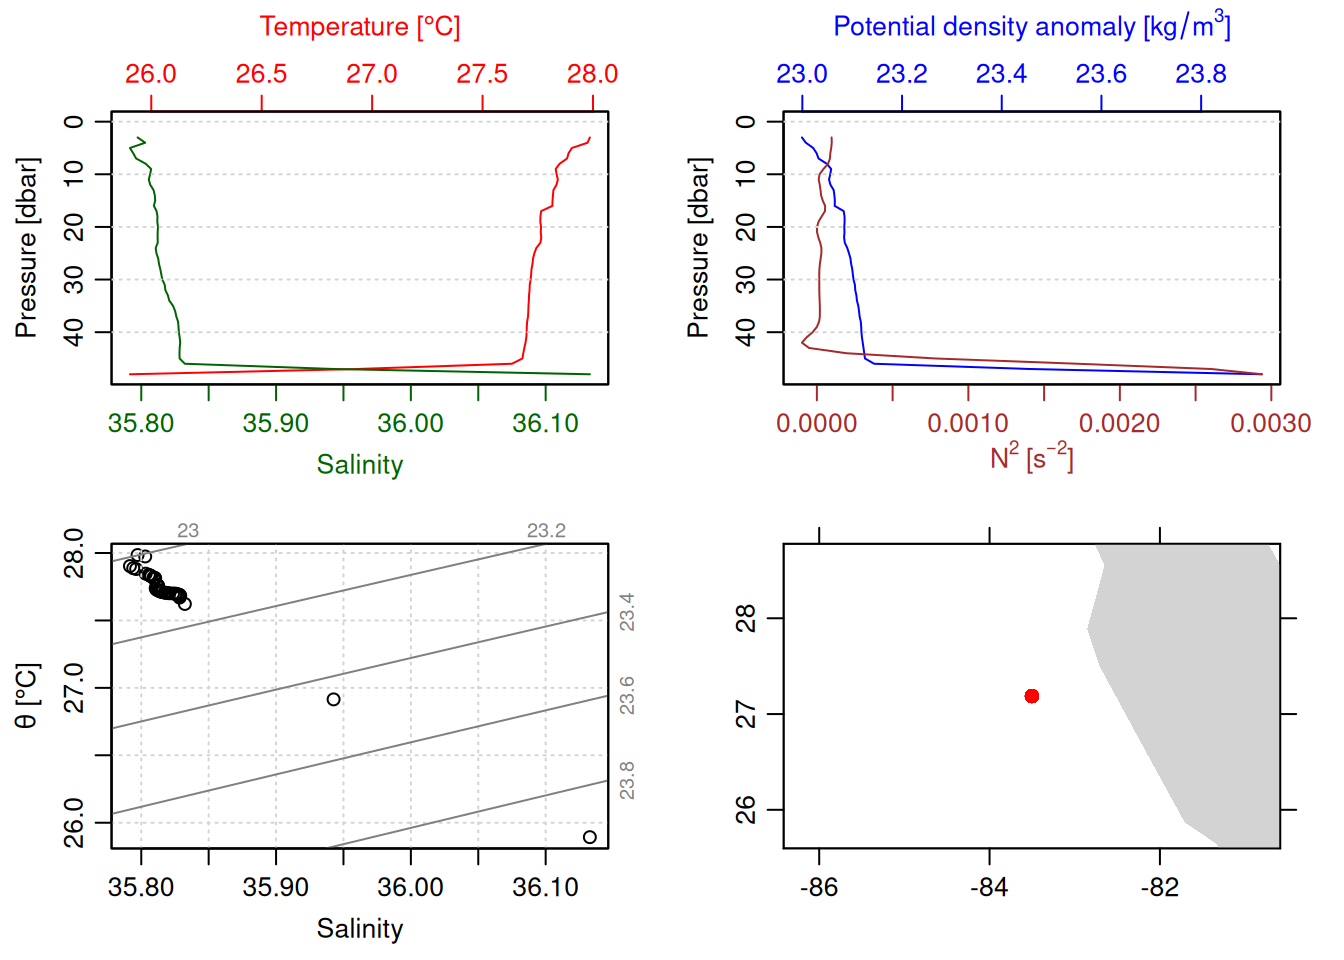 Temperature [°C]
26.0 26.5 27.0 27.5 28.0
Pressure [dbar]
0 10 20 30 40
35.80 35.90 36.00 36.10
Salinity
Potential density anomaly [kg/m³]
23.0 23.2 23.4 23.6 23.8
Pressure [dbar]
0 10 20 30 40
0.0000 0.0010 0.0020 0.0030
N² [s⁻²]
23 23.2
23.4
23.6
23.8
θ [°C]
28.0
27.0
26.0
35.80 35.90 36.00 36.10
Salinity
28
27
26
-86 -84 -82